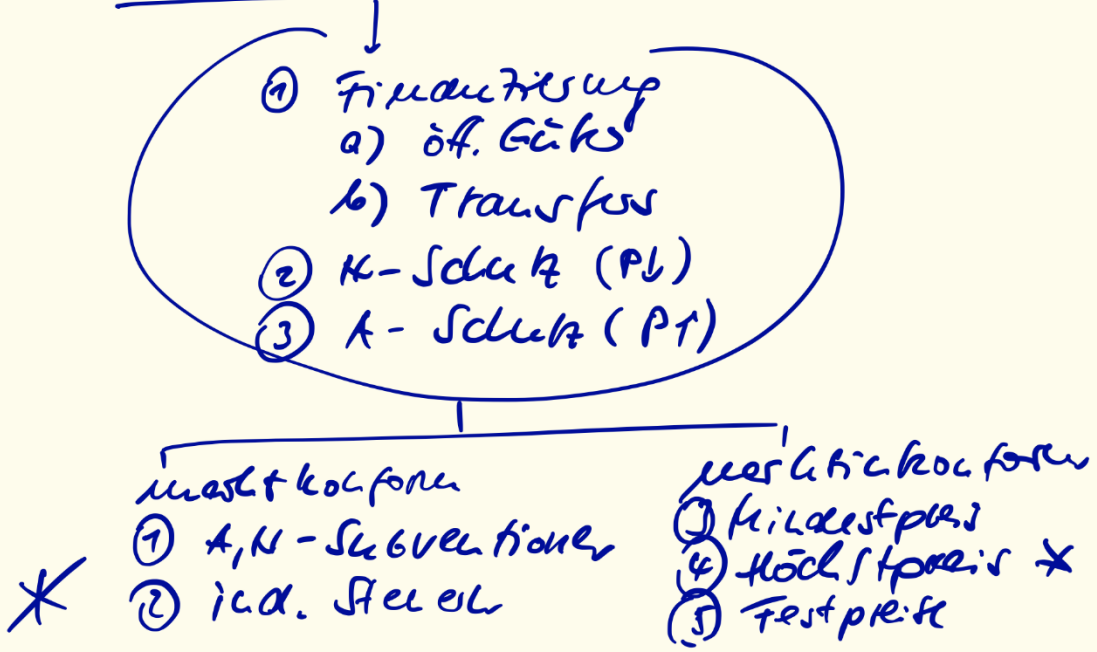 ① Finanzierung
a) öff. Güter
b) Transfers
② N-Schutz (P↓)
③ A-Schutz (P↑)
marktkonform
① A,N-Subventionen
* ② ind. Steuern
marktinkonform
③ Mindestpreis
④ Höchstpreis *
⑤ Festpreise